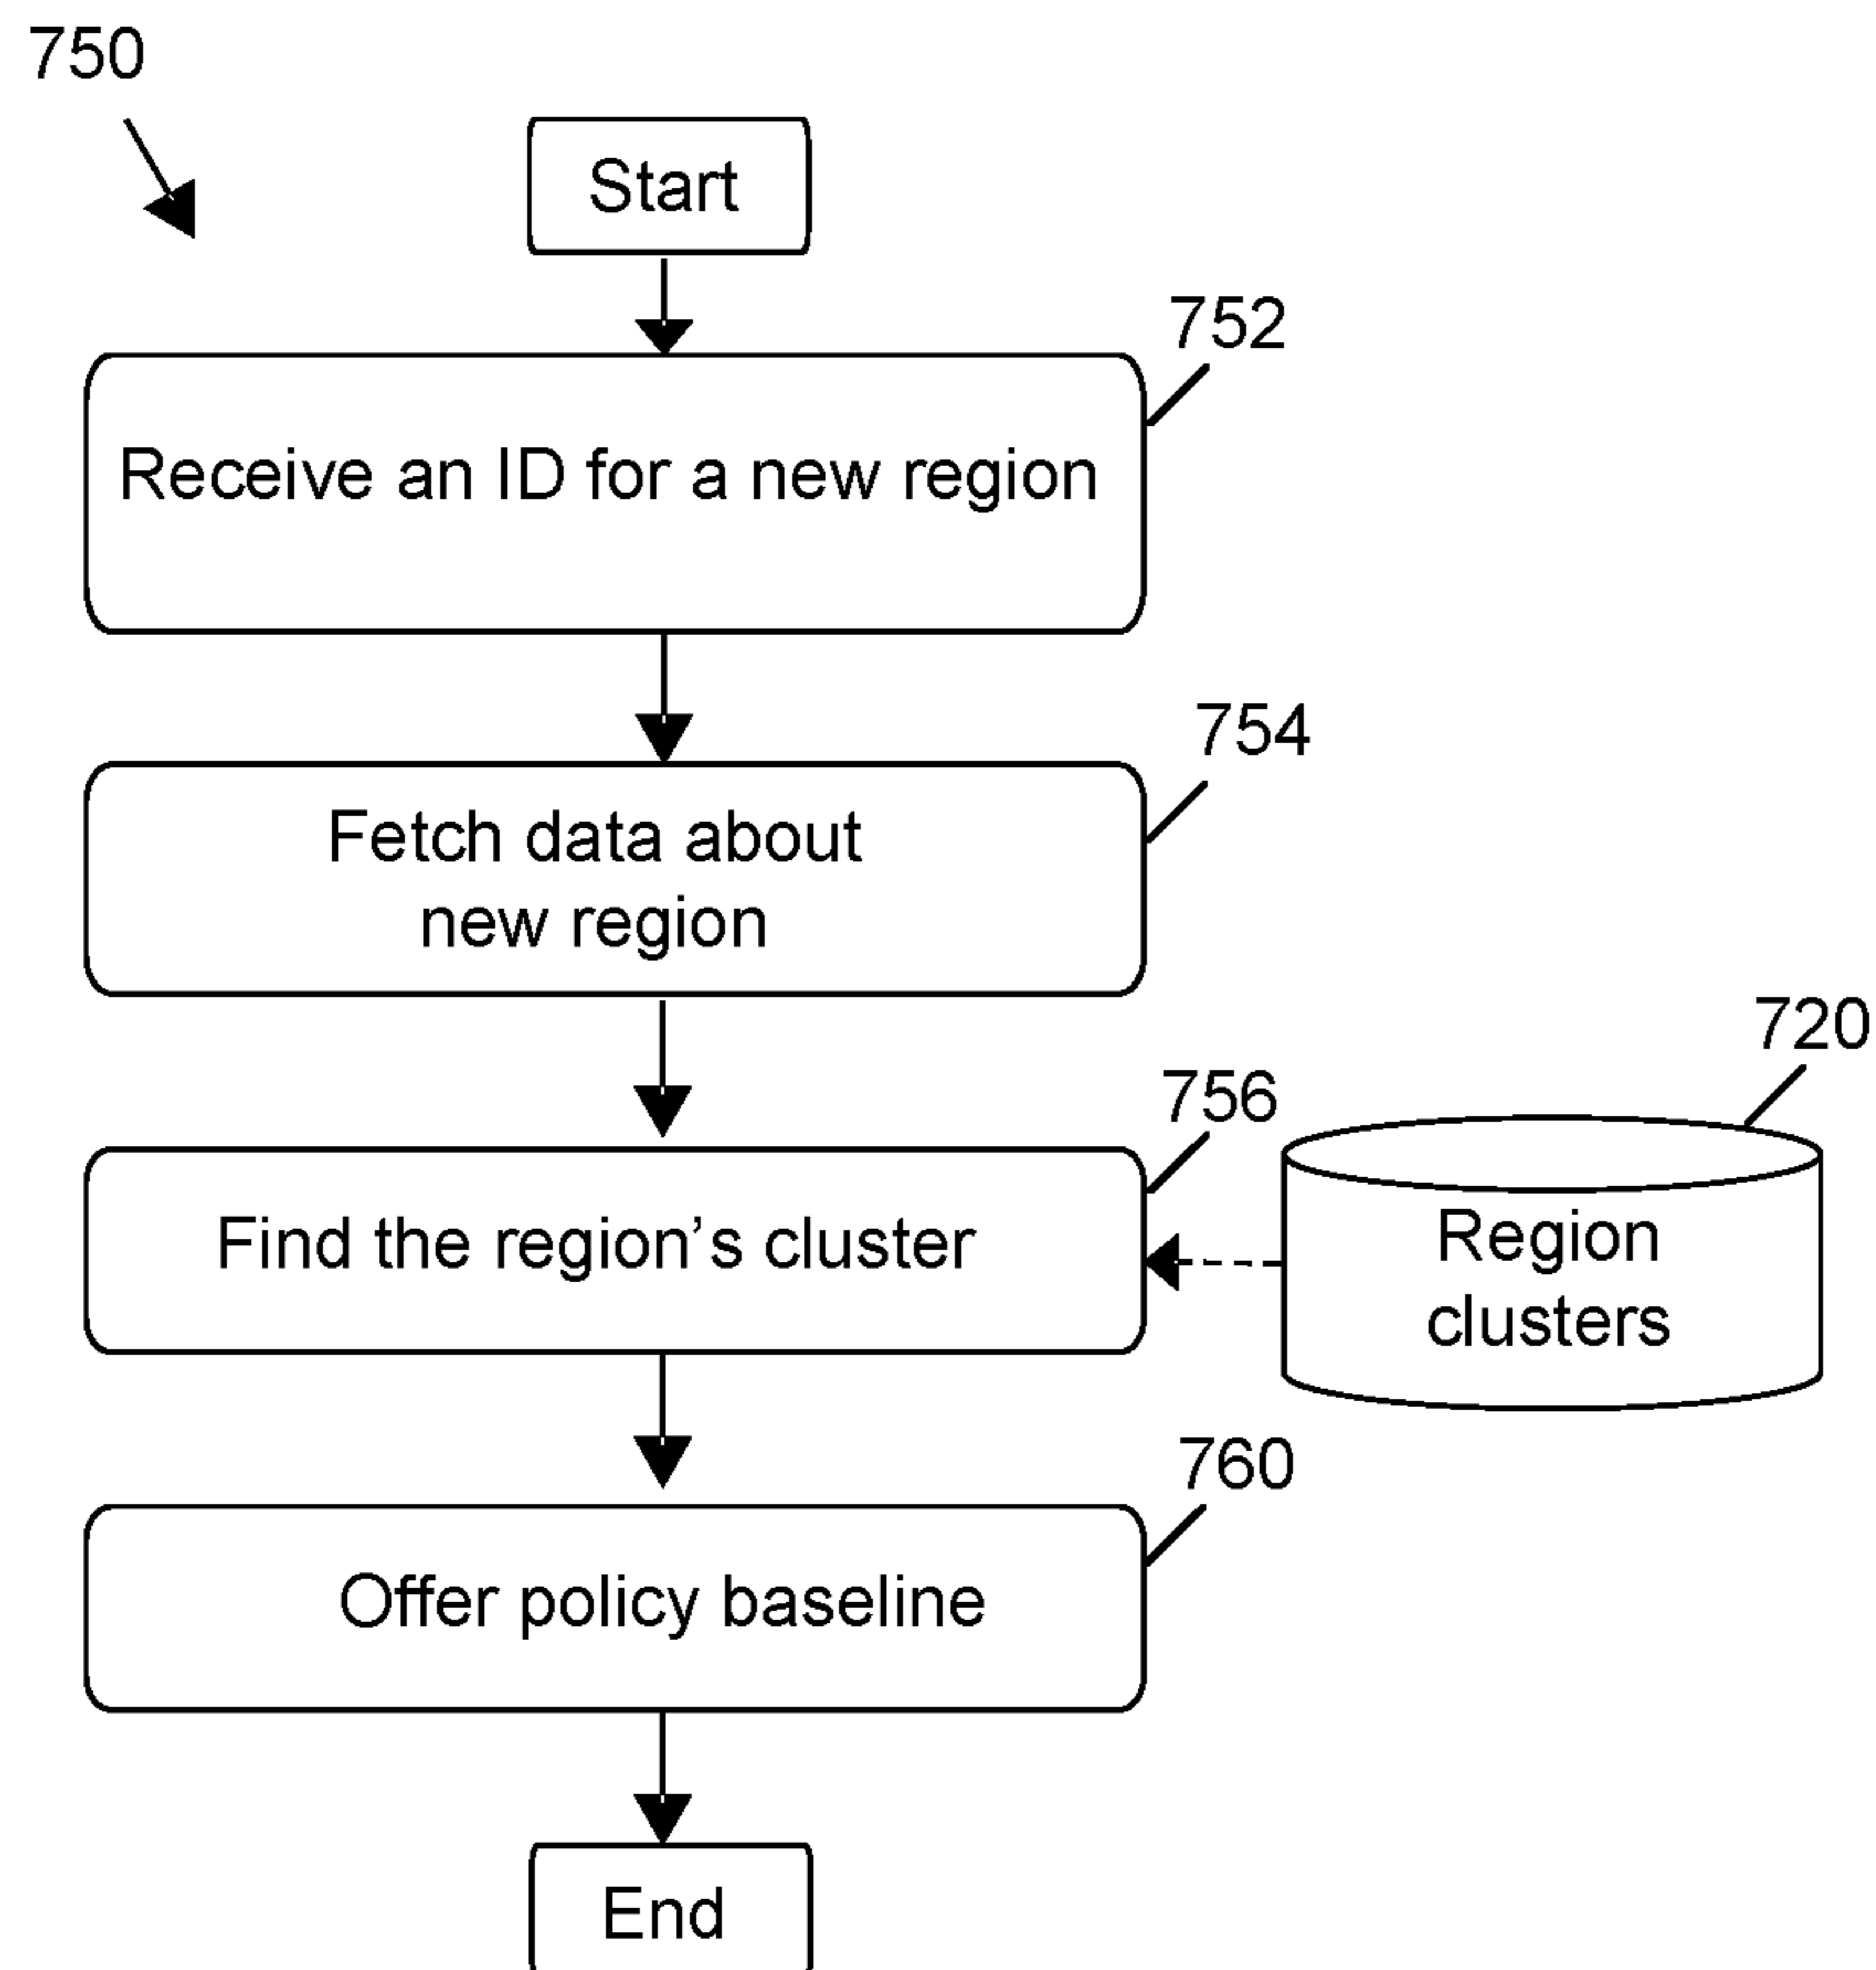 750
Start
752
Receive an ID for a new region
754
Fetch data about
new region
720
756
Find the region’s cluster
Region
clusters
760
Offer policy baseline
End